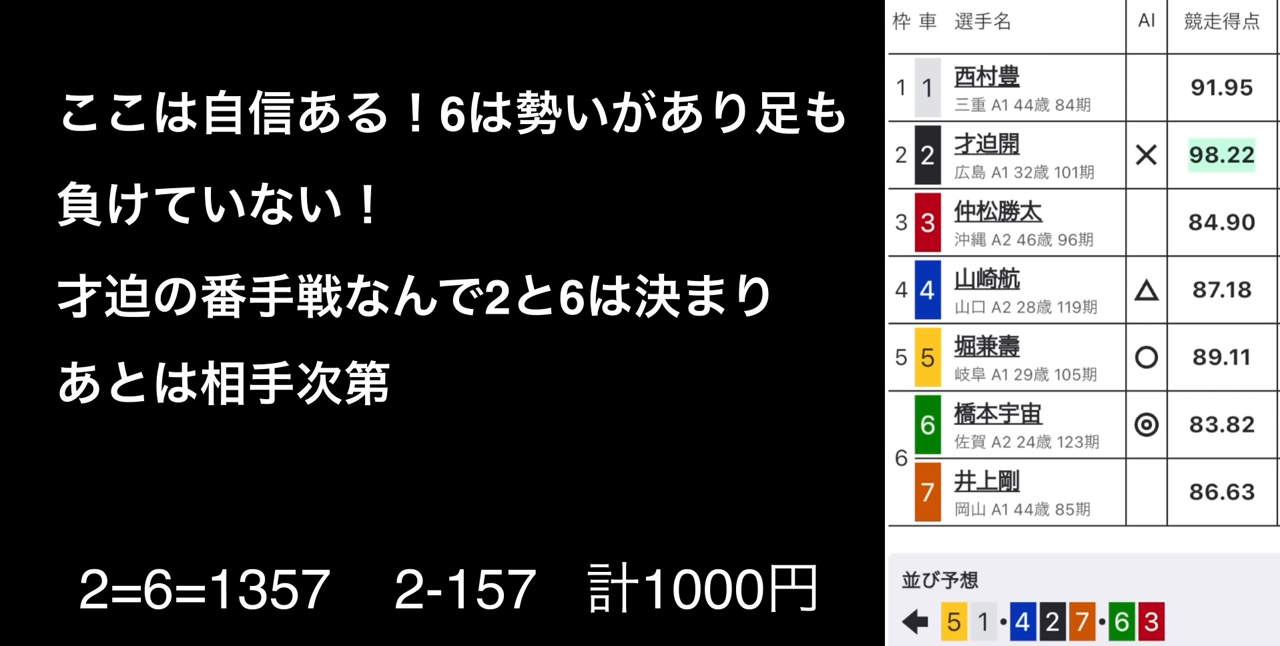 ここは自信ある！6は勢いがあり足も
負けていない！
才迫の番手戦なんで2と6は決まり
あとは相手次第
2=6=1357 2-157 計1000円
枠 車 選手名 AI 競走得点
1 1 西村豊 91.95
三重 A1 44歳 84期
2 2 才迫開 × 98.22
広島 A1 32歳 101期
3 3 仲松勝太 84.90
沖縄 A2 46歳 96期
4 4 山崎航 △ 87.18
山口 A2 28歳 119期
5 5 堀兼壽 ○ 89.11
岐阜 A1 29歳 105期
6 6 橋本宇宙 ◎ 83.82
佐賀 A2 24歳 123期
7 井上剛 86.63
岡山 A1 44歳 85期
並び予想
← 5 1・4 2 7・6 3